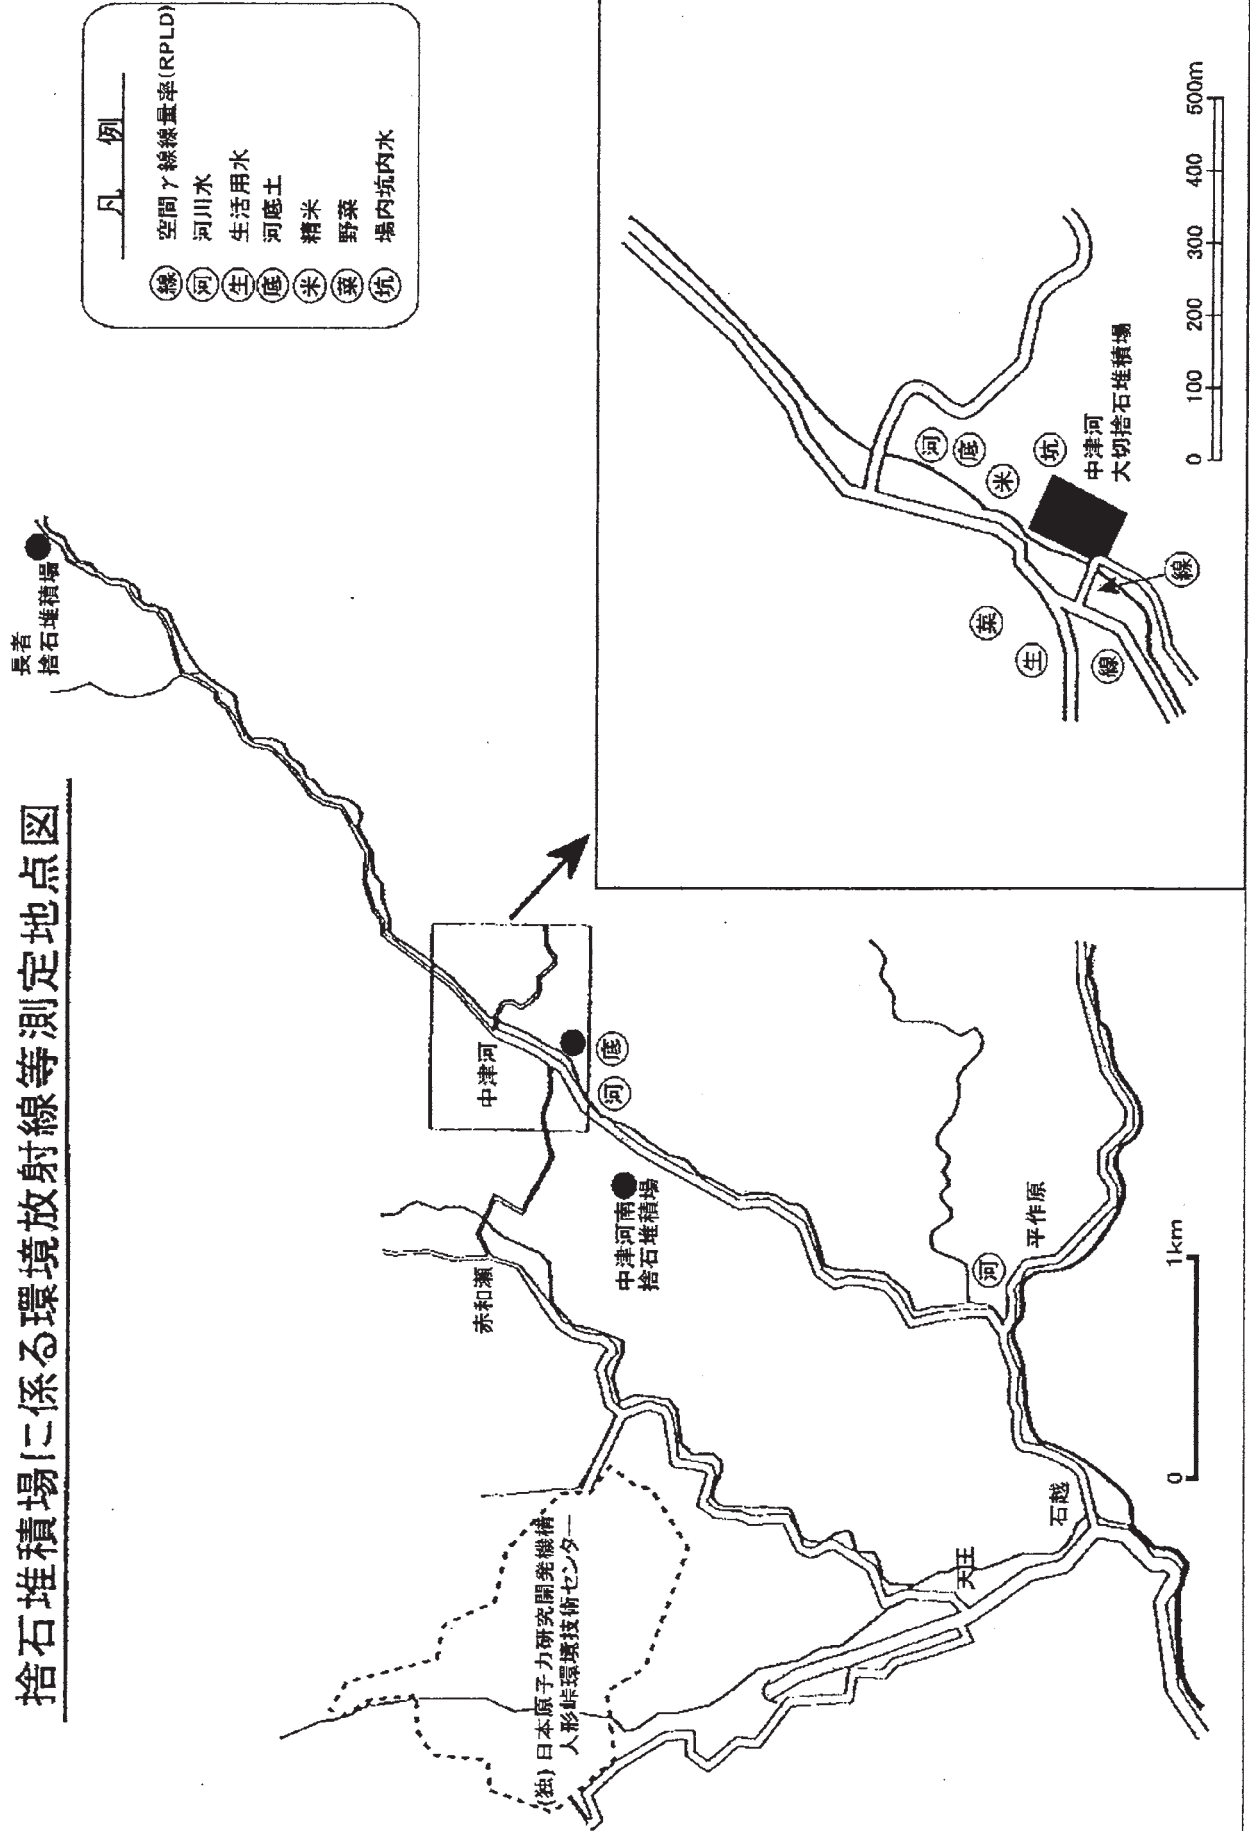 捨石堆積場に係る環境放射線等測定地点図
凡　例
線 空間γ線線量率(RPLD)
河 河川水
生 生活用水
底 河底土
米 精米
菜 野菜
坑 場内坑内水
長者
捨石堆積場
中津河
河 底
中津河南
捨石堆積場
赤和瀬
(独)日本原子力研究開発機構
人形峠環境技術センター
天王
石越
平作原
河
0 1km
河
底
米
坑
中津河
大切捨石堆積場
菜
生
線
線
0 100 200 300 400 500m